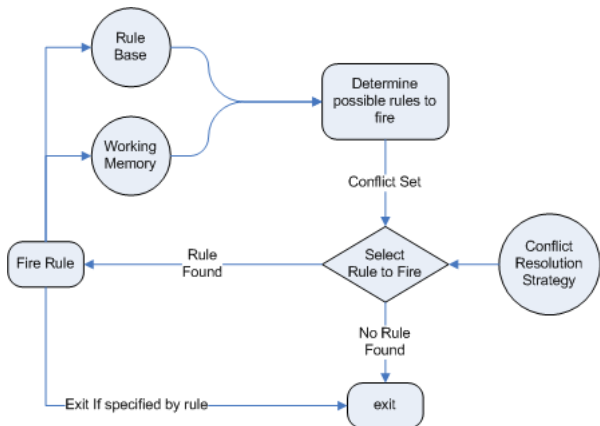 Rule
Base
Determine
possible rules to
fire
Working
Memory
Conflict Set
Fire Rule
Rule
Found
Select
Rule to Fire
Conflict
Resolution
Strategy
No Rule
Found
Exit If specified by rule
exit